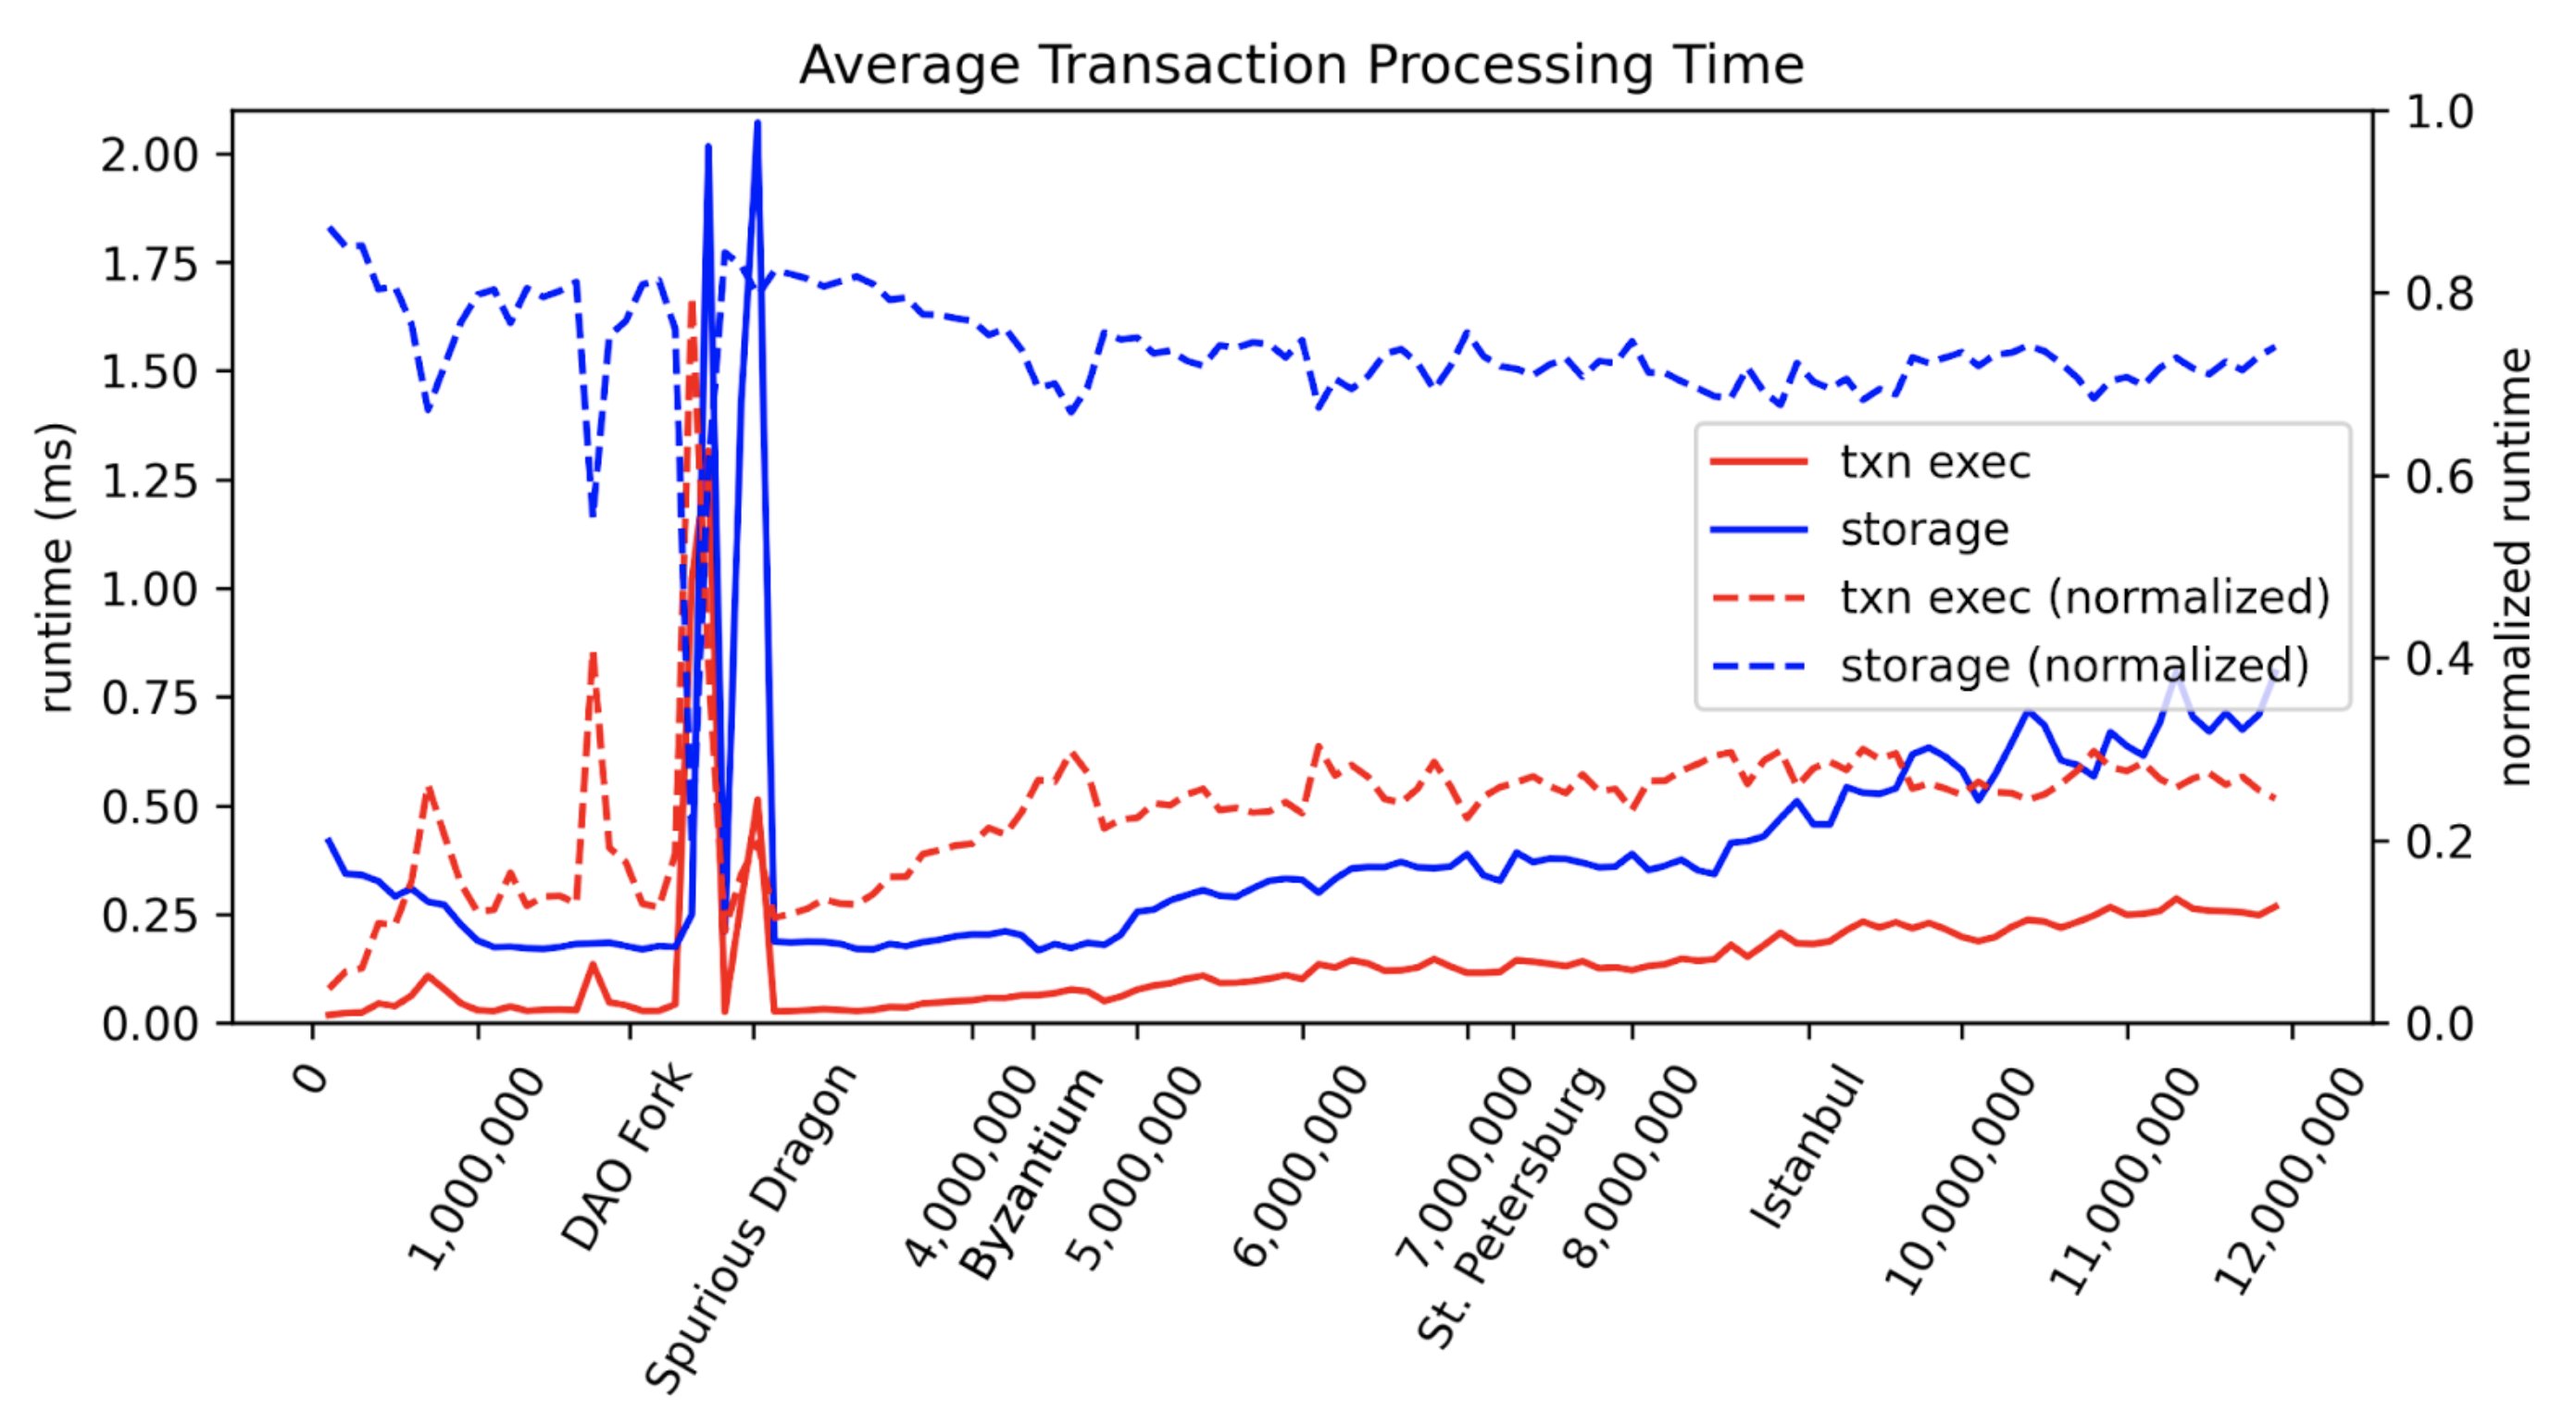 Average Transaction Processing Time
runtime (ms)
2.00
1.75
1.50
1.25
1.00
0.75
0.50
0.25
0.00
1.0
0.8
0.6
0.4
0.2
0.0
normalized runtime
txn exec
storage
txn exec (normalized)
storage (normalized)
0
1,000,000
DAO Fork
Spurious Dragon
4,000,000
Byzantium
5,000,000
6,000,000
7,000,000
St. Petersburg
8,000,000
Istanbul
10,000,000
11,000,000
12,000,000